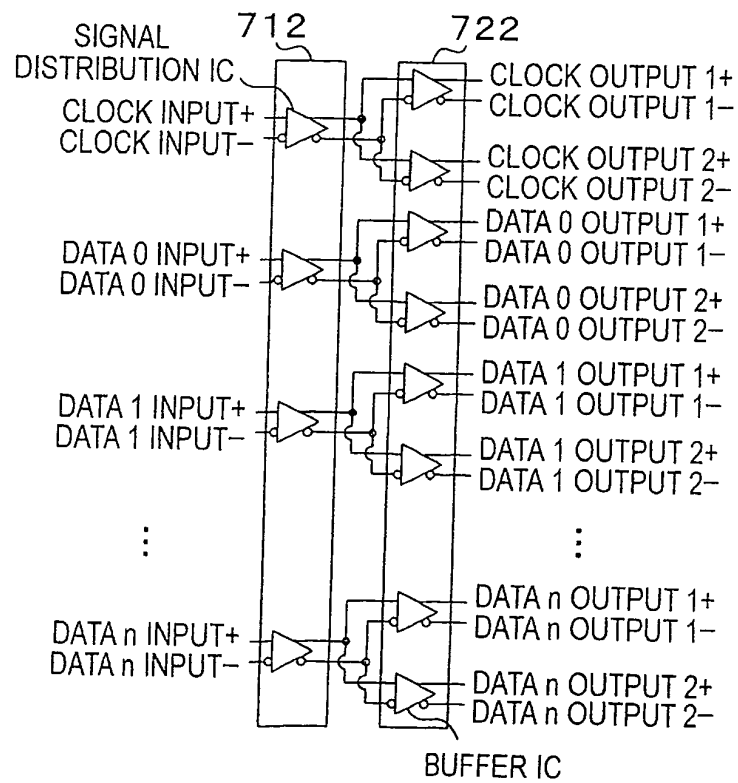 712
722
SIGNAL
DISTRIBUTION IC
CLOCK INPUT+
CLOCK INPUT−
CLOCK OUTPUT 1+
CLOCK OUTPUT 1−
CLOCK OUTPUT 2+
CLOCK OUTPUT 2−
DATA 0 INPUT+
DATA 0 INPUT−
DATA 0 OUTPUT 1+
DATA 0 OUTPUT 1−
DATA 0 OUTPUT 2+
DATA 0 OUTPUT 2−
DATA 1 INPUT+
DATA 1 INPUT−
DATA 1 OUTPUT 1+
DATA 1 OUTPUT 1−
DATA 1 OUTPUT 2+
DATA 1 OUTPUT 2−
⋮
⋮
DATA n INPUT+
DATA n INPUT−
DATA n OUTPUT 1+
DATA n OUTPUT 1−
DATA n OUTPUT 2+
DATA n OUTPUT 2−
BUFFER IC